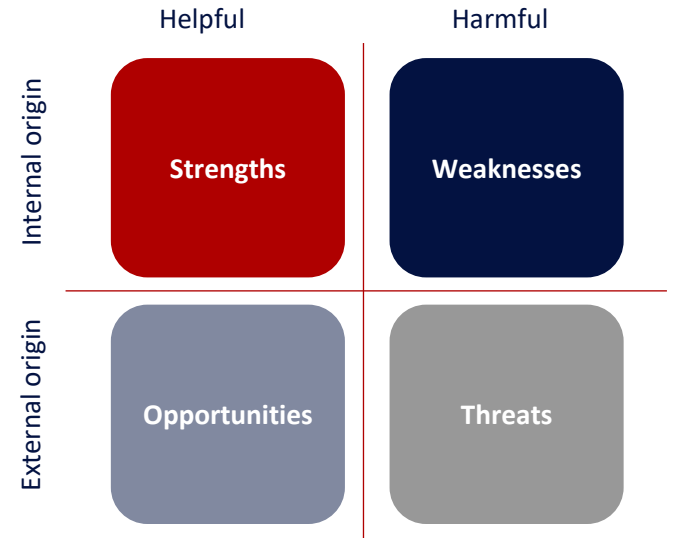 Helpful
Harmful
Internal origin
Strengths
Weaknesses
External origin
Opportunities
Threats